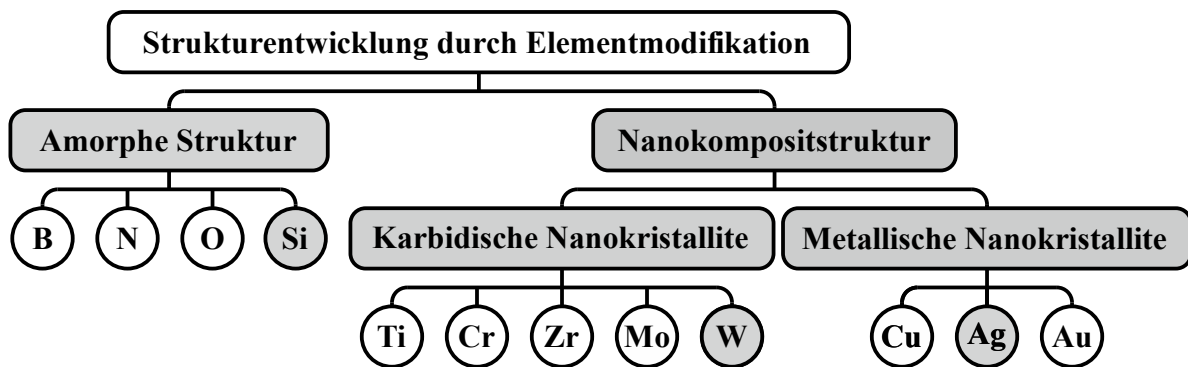 Strukturentwicklung durch Elementmodifikation
Amorphe Struktur
Nanokompositstruktur
B
N
O
Si
Karbidische Nanokristallite
Metallische Nanokristallite
Ti
Cr
Zr
Mo
W
Cu
Ag
Au